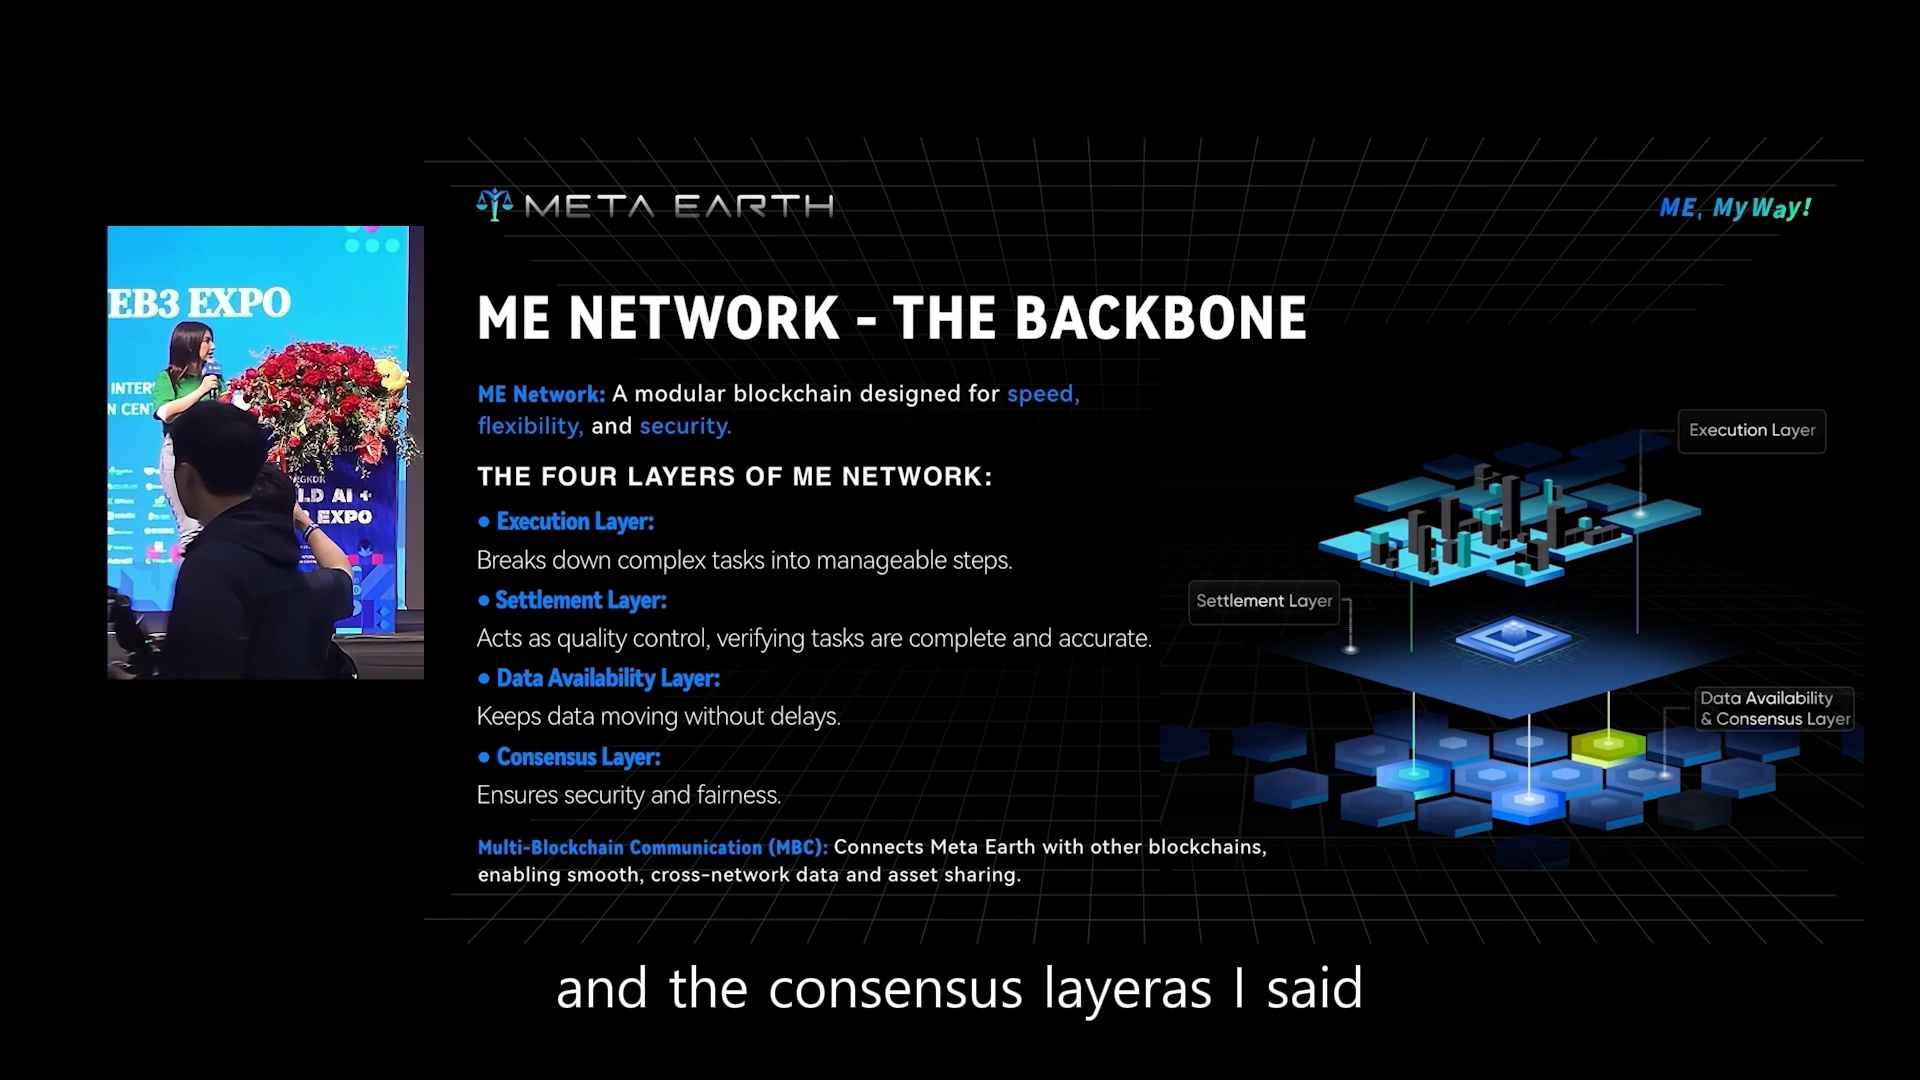 META EARTH
ME, My Way!
EB3 EXPO
INTER
N CENT
LD AI +
EXPO
ME NETWORK - THE BACKBONE
ME Network: A modular blockchain designed for speed,
flexibility, and security.
THE FOUR LAYERS OF ME NETWORK:
• Execution Layer:
Breaks down complex tasks into manageable steps.
• Settlement Layer:
Acts as quality control, verifying tasks are complete and accurate.
• Data Availability Layer:
Keeps data moving without delays.
• Consensus Layer:
Ensures security and fairness.
Multi-Blockchain Communication (MBC): Connects Meta Earth with other blockchains,
enabling smooth, cross-network data and asset sharing.
Execution Layer
Settlement Layer
Data Availability
& Consensus Layer
and the consensus layeras I said